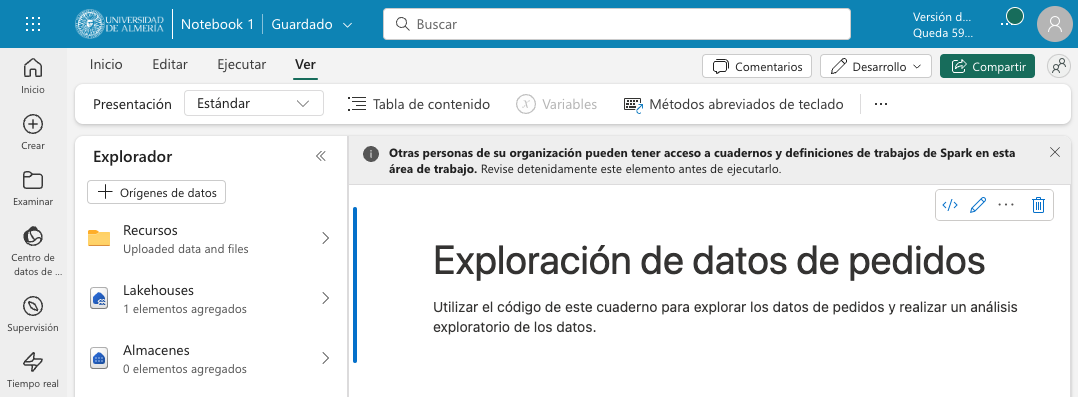 UNIVERSIDAD
DE ALMERÍA
Notebook 1
Guardado
Buscar
Versión d...
Queda 59...
Inicio
Crear
Examinar
Centro de
datos de ...
Supervisión
Tiempo real
Inicio Editar Ejecutar Ver
Comentarios
Desarrollo
Compartir
Presentación
Estándar
Tabla de contenido
Variables
Métodos abreviados de teclado
Explorador
Orígenes de datos
Recursos
Uploaded data and files
Lakehouses
1 elementos agregados
Almacenes
0 elementos agregados
Otras personas de su organización pueden tener acceso a cuadernos y definiciones de trabajos de Spark en esta
área de trabajo. Revise detenidamente este elemento antes de ejecutarlo.
Exploración de datos de pedidos
Utilizar el código de este cuaderno para explorar los datos de pedidos y realizar un análisis
exploratorio de los datos.